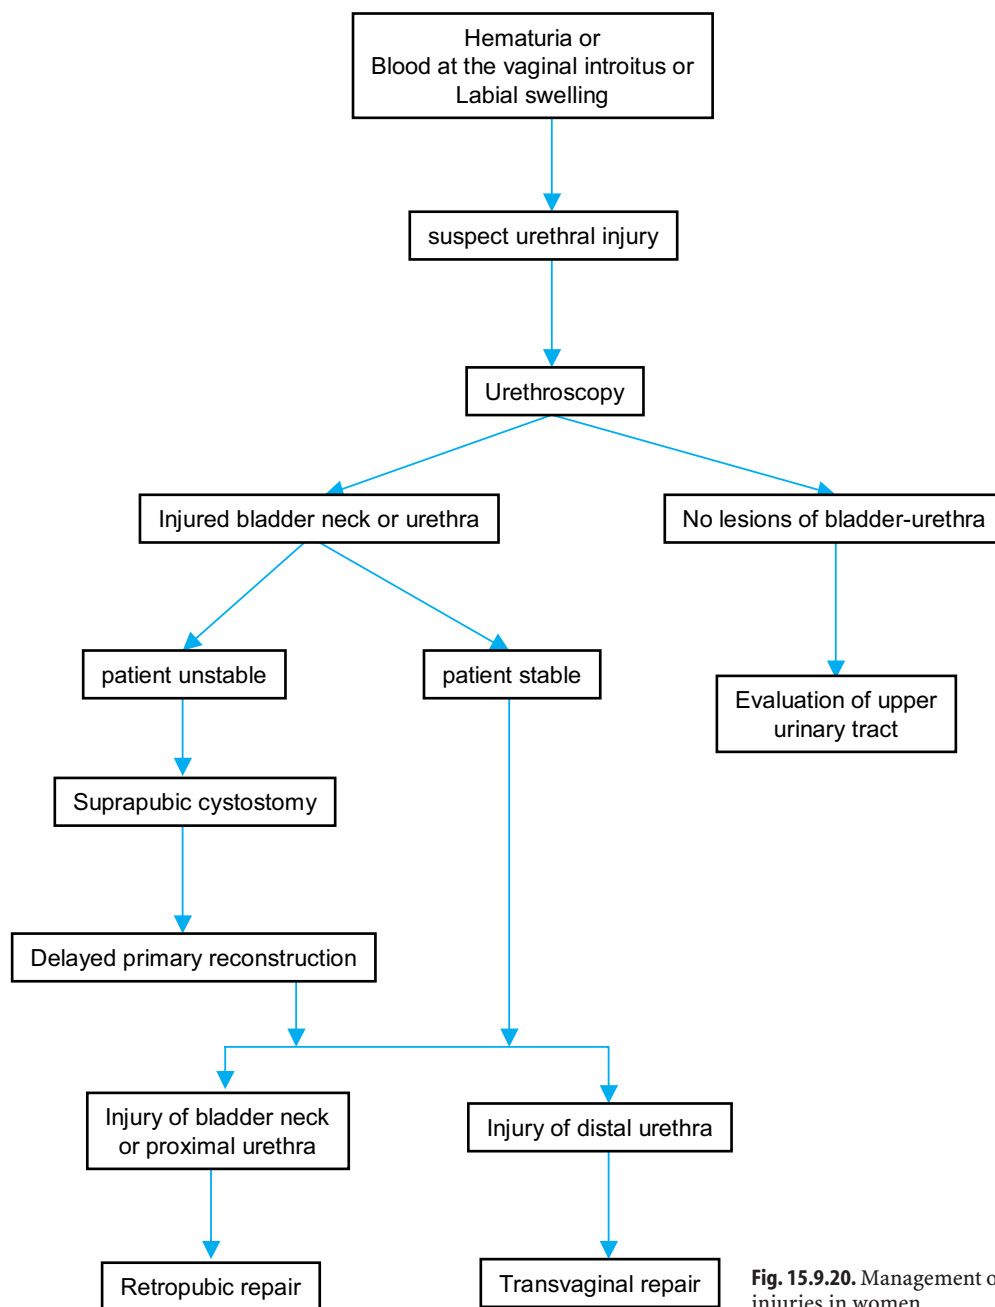 Hematuria or
Blood at the vaginal introitus or
Labial swelling
suspect urethral injury
Urethroscopy
Injured bladder neck or urethra
No lesions of bladder-urethra
patient unstable
patient stable
Evaluation of upper
urinary tract
Suprapubic cystostomy
Delayed primary reconstruction
Injury of bladder neck
or proximal urethra
Injury of distal urethra
Retropubic repair
Transvaginal repair
Fig. 15.9.20. Management
injuries in women